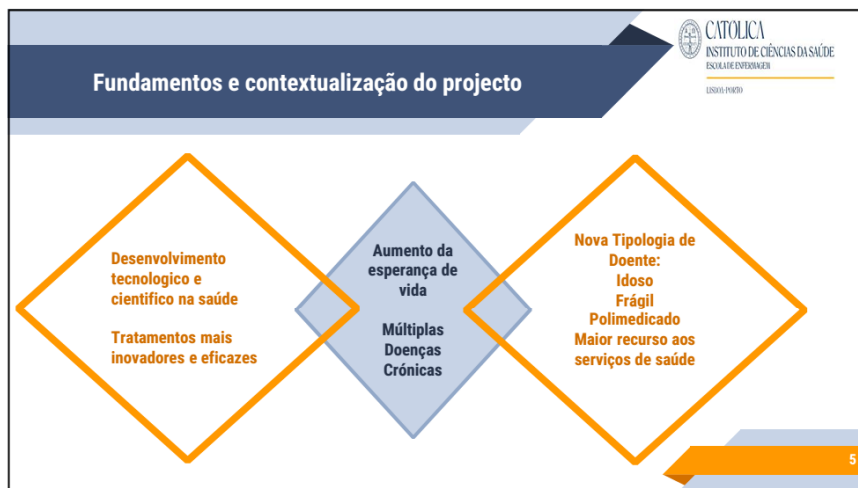 CATOLICA
INSTITUTO DE CIÊNCIAS DA SAÚDE
ESCOLA DE ENFERMAGEM
LISBOA·PORTO
Fundamentos e contextualização do projecto
Desenvolvimento
tecnologico e
científico na saúde
Tratamentos mais
inovadores e eficazes
Aumento da
esperança de
vida
Múltiplas
Doenças
Crónicas
Nova Tipologia de
Doente:
Idoso
Frágil
Polimedicado
Maior recurso aos
serviços de saúde
5